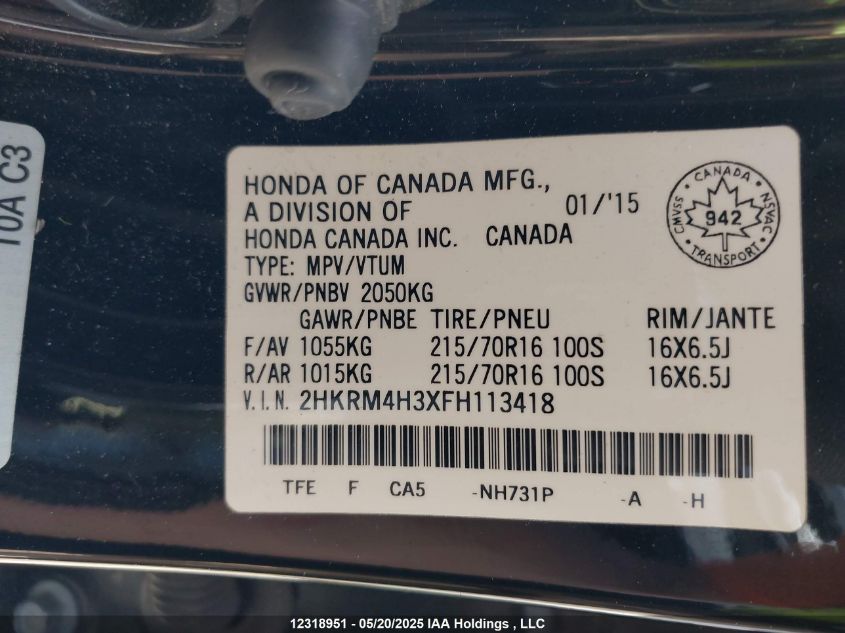 10A C3
HONDA OF CANADA MFG.,
A DIVISION OF 01/'15
HONDA CANADA INC. CANADA
TYPE: MPV/VTUM
GVWR/PNBV 2050KG
GAWR/PNBE TIRE/PNEU RIM/JANTE
F/AV 1055KG 215/70R16 100S 16X6.5J
R/AR 1015KG 215/70R16 100S 16X6.5J
V.I.N. 2HKRM4H3XFH113418
TFE F CA5 -NH731P -A -H
CANADA
CMVSS 942 NSVAC
TRANSPORT
12318951 - 05/20/2025 IAA Holdings , LLC